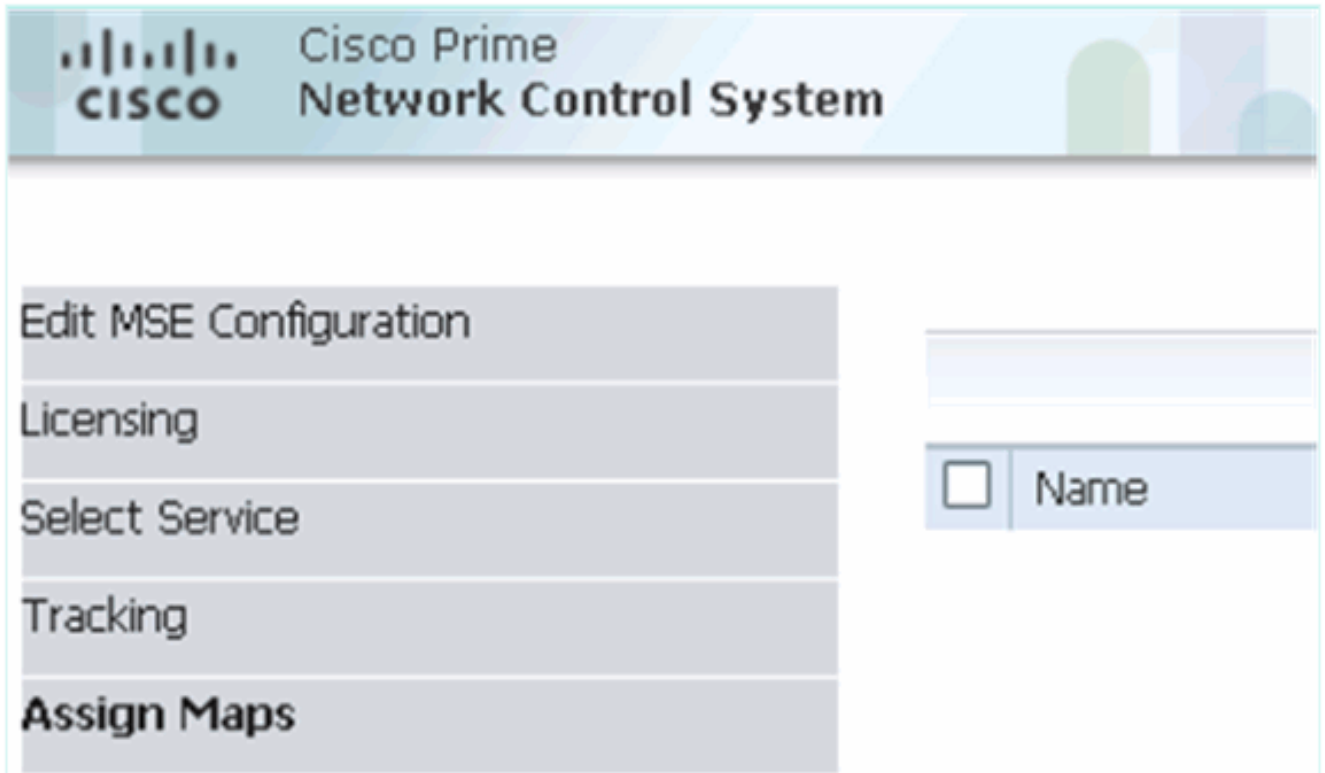 CISCO
Cisco Prime
Network Control System
Edit MSE Configuration
Licensing
Select Service
Tracking
Assign Maps
Name